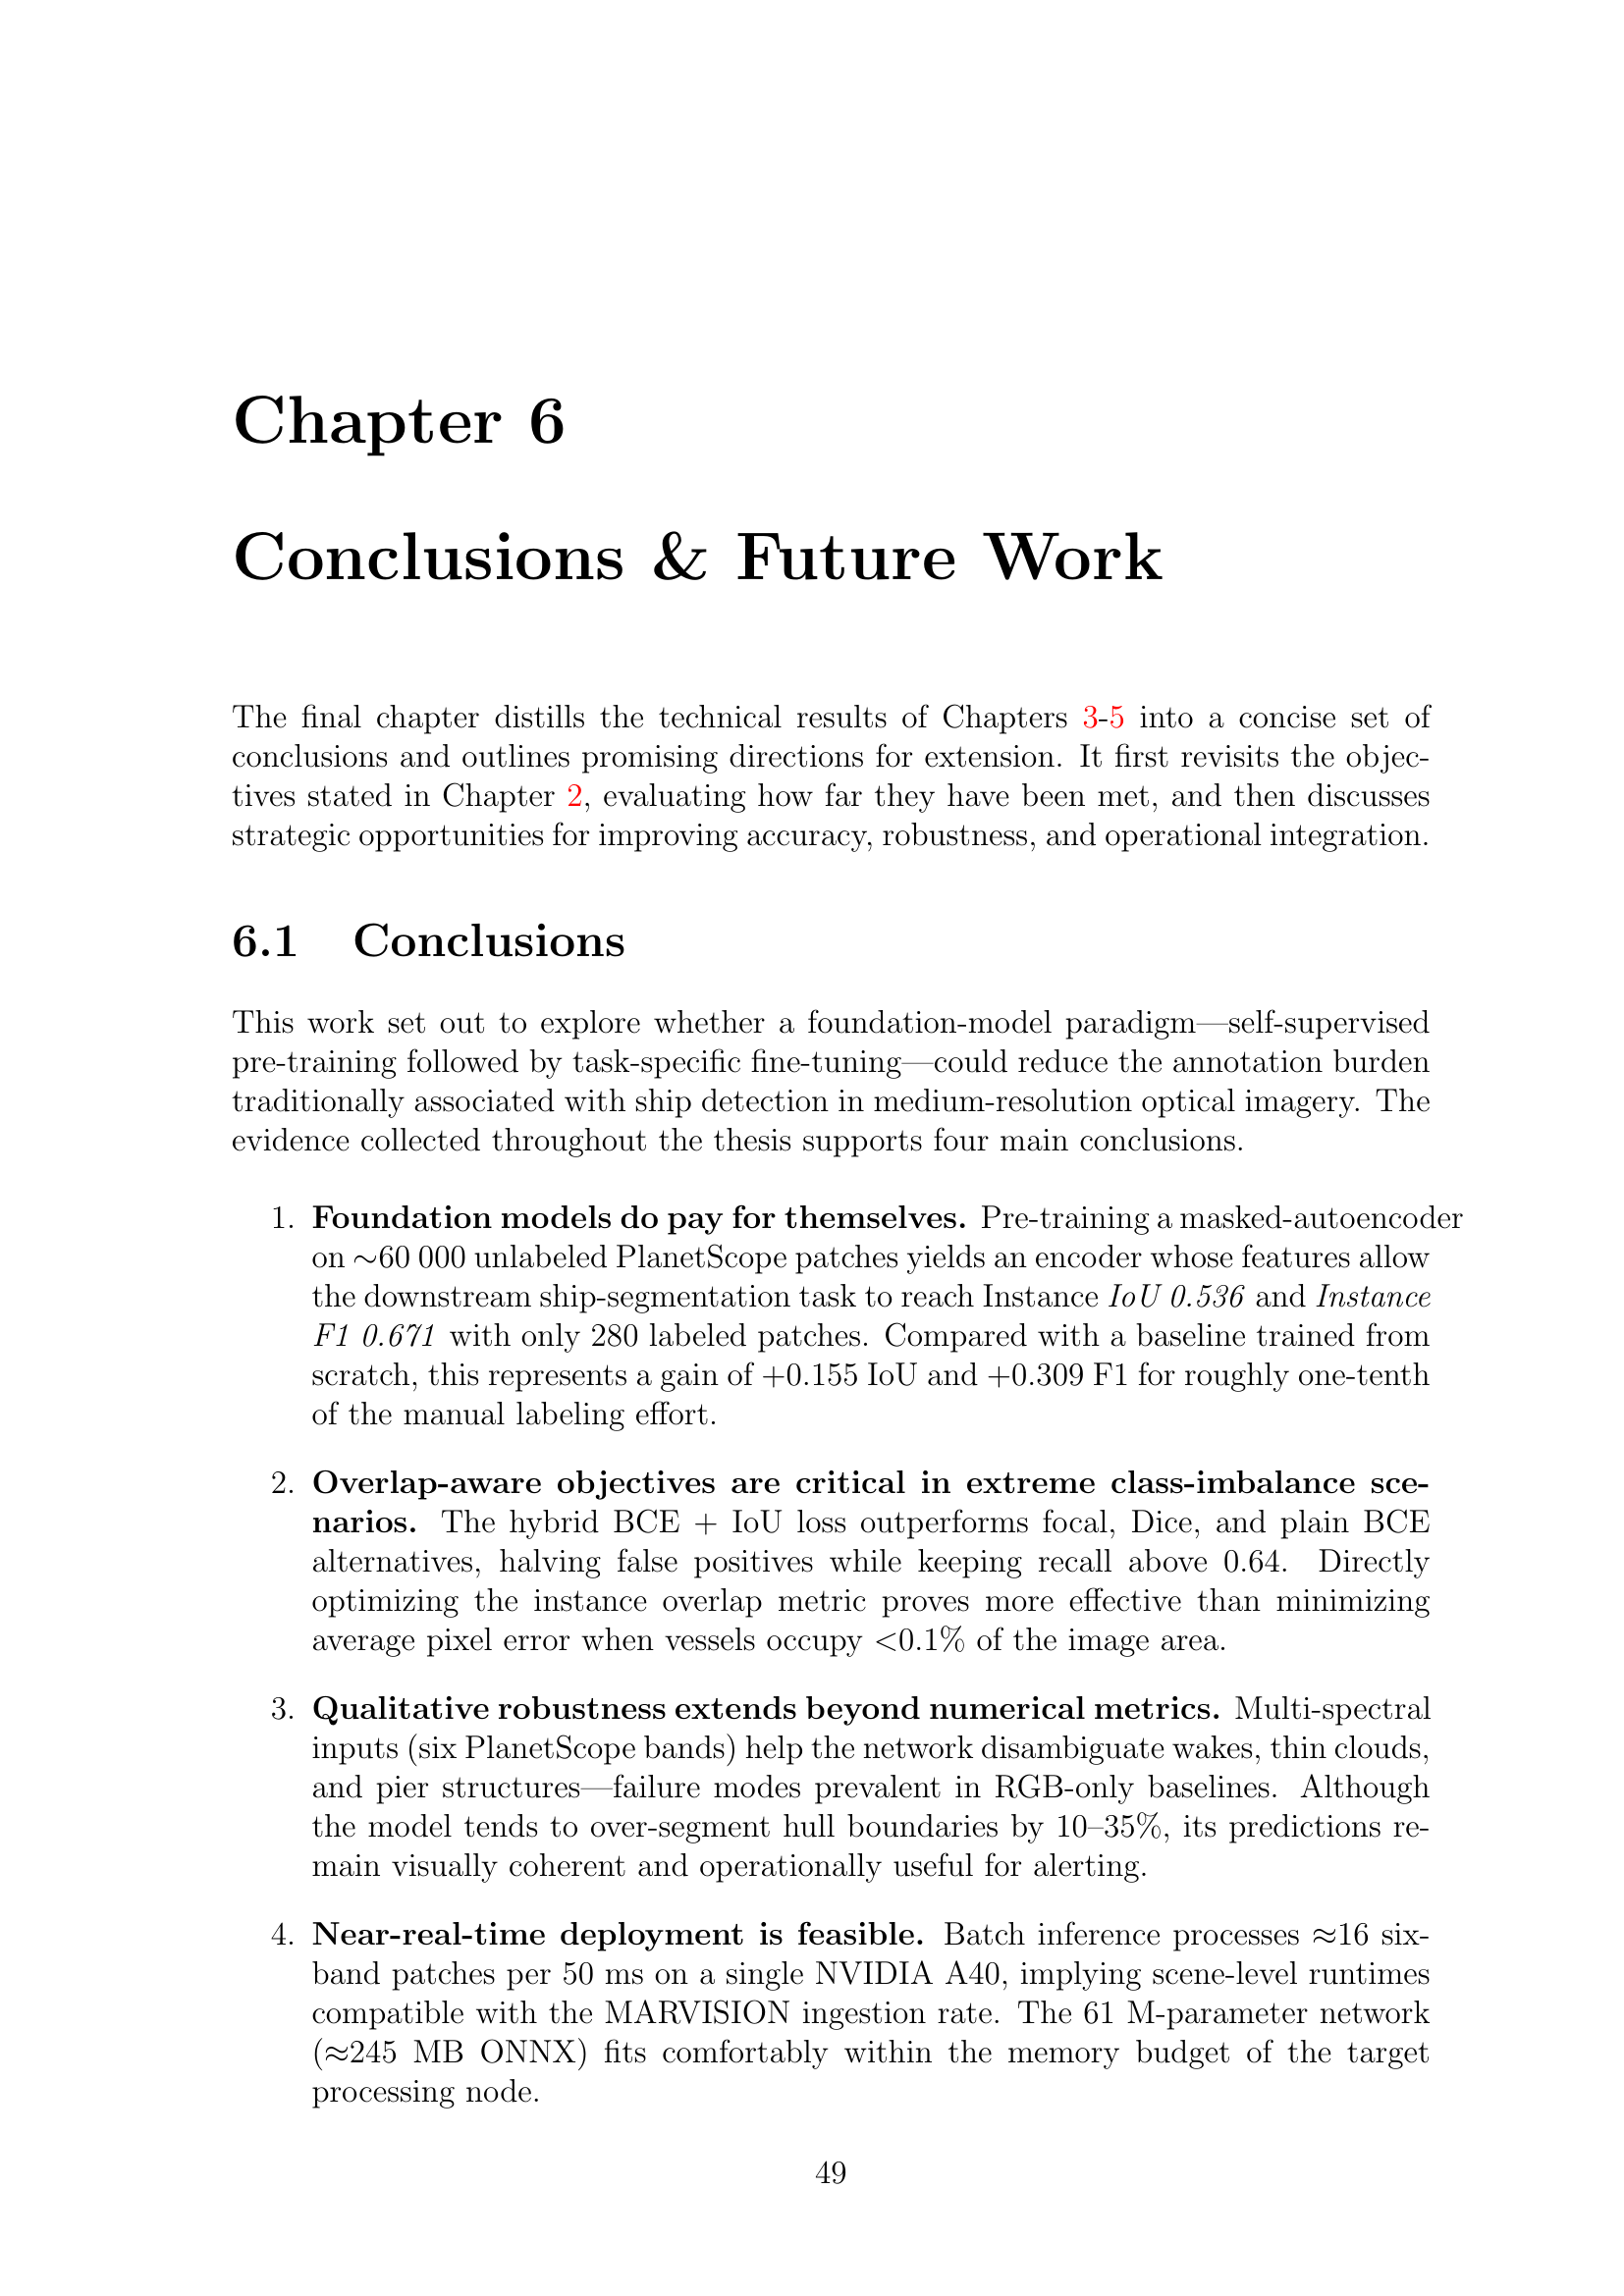 Chapter 6
Conclusions & Future Work
The final chapter distills the technical results of Chapters 3-5 into a concise set of
conclusions and outlines promising directions for extension. It first revisits the objec-
tives stated in Chapter 2, evaluating how far they have been met, and then discusses
strategic opportunities for improving accuracy, robustness, and operational integration.
6.1 Conclusions
This work set out to explore whether a foundation-model paradigm—self-supervised
pre-training followed by task-specific fine-tuning—could reduce the annotation burden
traditionally associated with ship detection in medium-resolution optical imagery. The
evidence collected throughout the thesis supports four main conclusions.
1. Foundation models do pay for themselves. Pre-training a masked-autoencoder
on ∼60 000 unlabeled PlanetScope patches yields an encoder whose features allow
the downstream ship-segmentation task to reach Instance IoU 0.536 and Instance
F1 0.671 with only 280 labeled patches. Compared with a baseline trained from
scratch, this represents a gain of +0.155 IoU and +0.309 F1 for roughly one-tenth
of the manual labeling effort.
2. Overlap-aware objectives are critical in extreme class-imbalance sce-
narios. The hybrid BCE + IoU loss outperforms focal, Dice, and plain BCE
alternatives, halving false positives while keeping recall above 0.64. Directly
optimizing the instance overlap metric proves more effective than minimizing
average pixel error when vessels occupy <0.1% of the image area.
3. Qualitative robustness extends beyond numerical metrics. Multi-spectral
inputs (six PlanetScope bands) help the network disambiguate wakes, thin clouds,
and pier structures—failure modes prevalent in RGB-only baselines. Although
the model tends to over-segment hull boundaries by 10–35%, its predictions re-
main visually coherent and operationally useful for alerting.
4. Near-real-time deployment is feasible. Batch inference processes ≈16 six-
band patches per 50 ms on a single NVIDIA A40, implying scene-level runtimes
compatible with the MARVISION ingestion rate. The 61 M-parameter network
(≈245 MB ONNX) fits comfortably within the memory budget of the target
processing node.
49